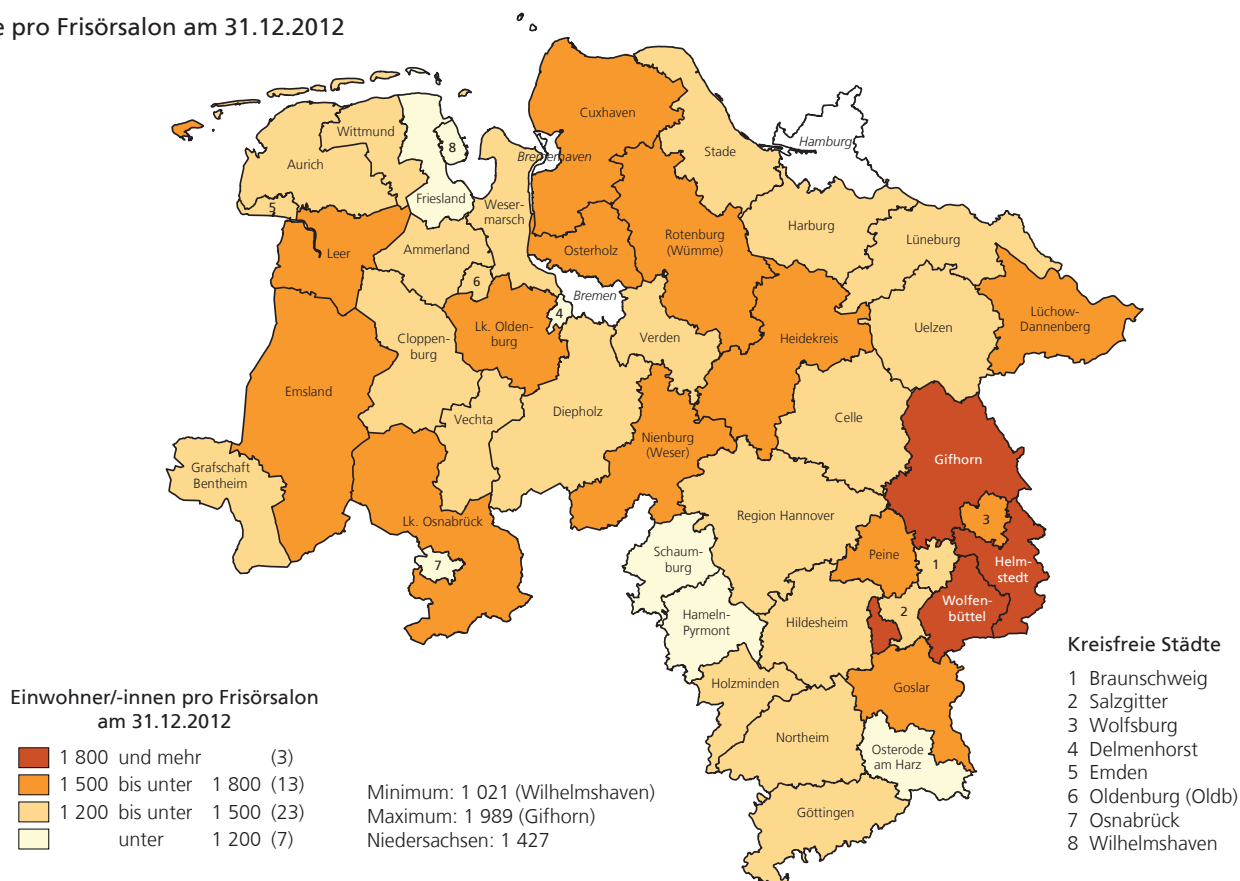 e pro Frisörsalon am 31.12.2012
Cuxhaven
Hamburg
Wittmund
8
Bremerhaven
Stade
Aurich
Friesland
Weser-
marsch
5
Harburg
Rotenburg
(Wümme)
Lüneburg
Leer
Ammerland
Osterholz
6
Bremen
4
Lüchow-
Dannenberg
Uelzen
Lk. Olden-
burg
Verden
Heidekreis
Cloppen-
burg
Emsland
Diepholz
Vechta
Celle
Nienburg
(Weser)
Gifhorn
Grafschaft
Bentheim
Region Hannover
Lk. Osnabrück
3
Schaum-
burg
Peine
7
1
Helm-
stedt
Wolfen-
büttel
2
Hameln-
Pyrmont
Hildesheim
Holzminden
Goslar
Northeim
Osterode
am Harz
Göttingen
Einwohner/-innen pro Frisörsalon
am 31.12.2012
1 800 und mehr (3)
1 500 bis unter 1 800 (13)
1 200 bis unter 1 500 (23)
unter 1 200 (7)
Minimum: 1 021 (Wilhelmshaven)
Maximum: 1 989 (Gifhorn)
Niedersachsen: 1 427
Kreisfreie Städte
1 Braunschweig
2 Salzgitter
3 Wolfsburg
4 Delmenhorst
5 Emden
6 Oldenburg (Oldb)
7 Osnabrück
8 Wilhelmshaven